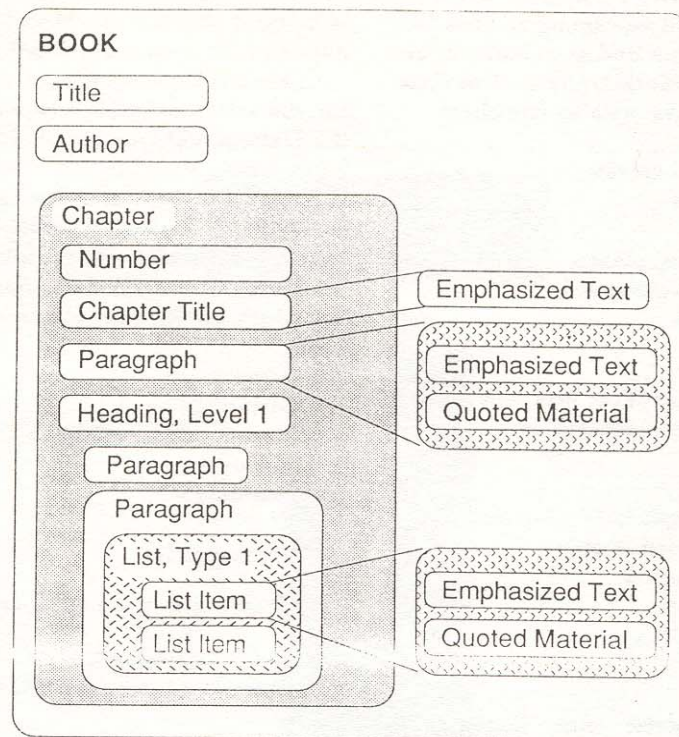 BOOK
Title
Author
Chapter
Number
Chapter Title
Emphasized Text
Paragraph
Emphasized Text
Quoted Material
Heading, Level 1
Paragraph
Paragraph
List, Type 1
List Item
List Item
Emphasized Text
Quoted Material